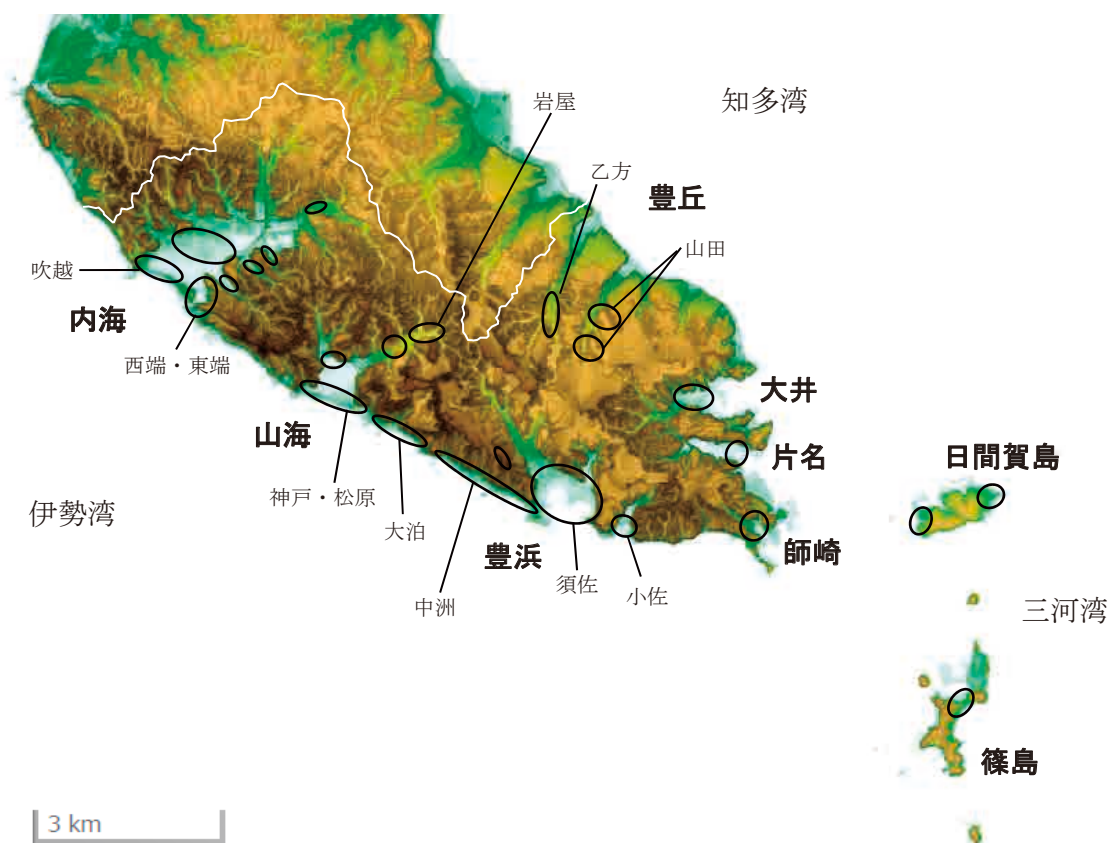 岩屋
知多湾
乙方
豊丘
山田
吹越
内海
西端・東端
大井
山海
片名
日間賀島
神戸・松原
伊勢湾
大泊
豊浜
師崎
須佐
小佐
中洲
三河湾
篠島
3 km